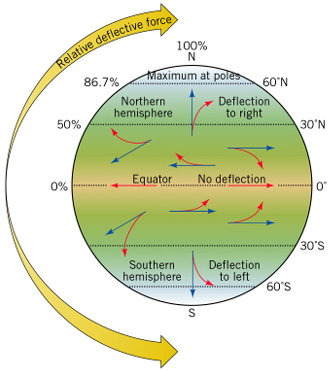 Relative deflective force
100%
N
Maximum at poles
86.7%
60°N
Northern
hemisphere
Deflection
to right
50%
30°N
0%
Equator
No deflection
0°
30°S
Southern
hemisphere
Deflection
to left
60°S
S